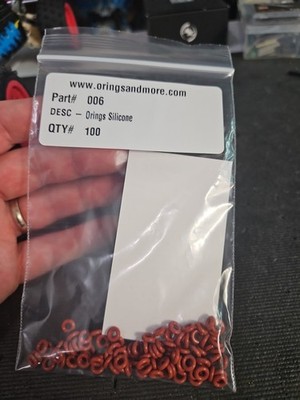 www.oringsandmore.com
Part# 006
DESC - Orings Silicone
QTY# 100